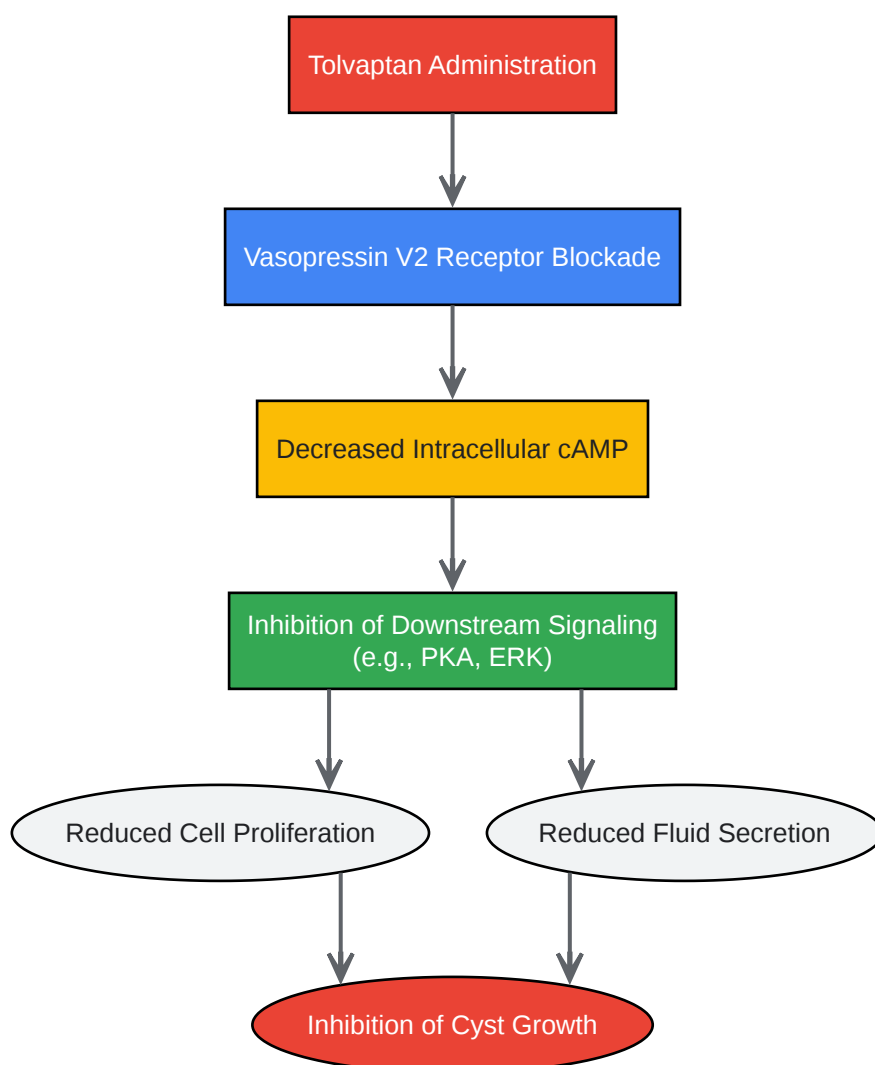 Tolvaptan Administration
Vasopressin V2 Receptor Blockade
Decreased Intracellular cAMP
Inhibition of Downstream Signaling
(e.g., PKA, ERK)
Reduced Cell Proliferation
Reduced Fluid Secretion
Inhibition of Cyst Growth